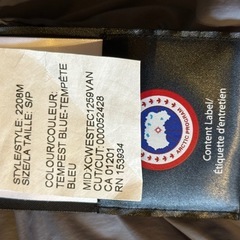 STYLE/STYLE: 2208M
SIZE/LA TAILLE: S/P
COLOUR/COULEUR:
TEMPEST BLUE-TEMPÊTE
BLEU
MIDXCWESTEC1259VAN
CUTOUT: 000052428
CA 01201
RN 153934
ARCTIC PROGRAM
Content Label/
Étiquette d'entretien